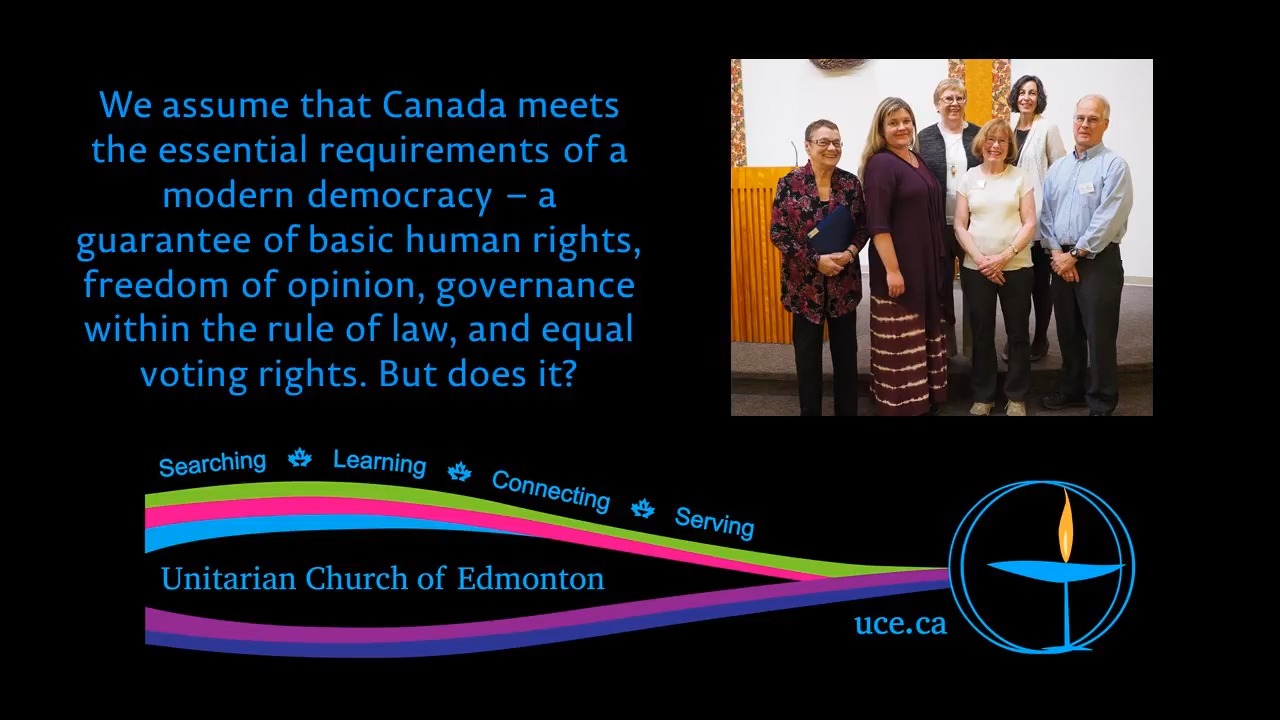 We assume that Canada meets
the essential requirements of a
modern democracy – a
guarantee of basic human rights,
freedom of opinion, governance
within the rule of law, and equal
voting rights. But does it?
Searching Learning Connecting Serving
Unitarian Church of Edmonton
uce.ca